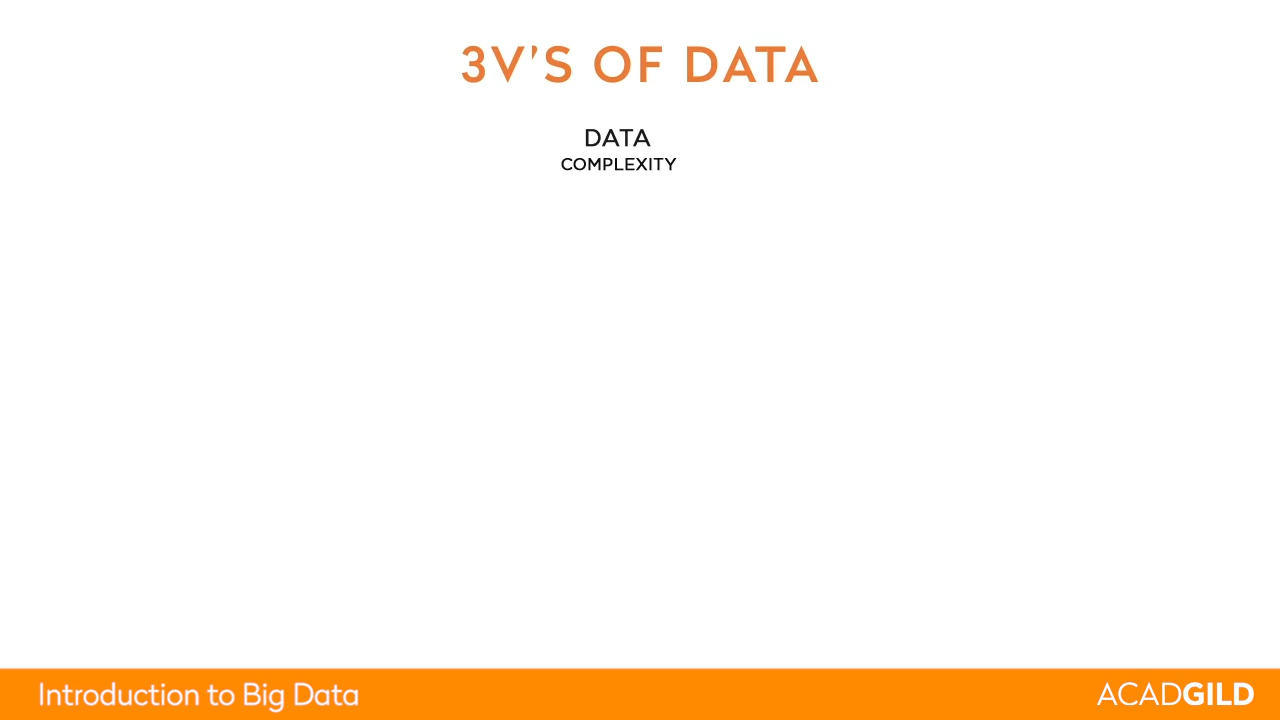 3V'S OF DATA
DATA
COMPLEXITY
Introduction to Big Data
ACADGILD